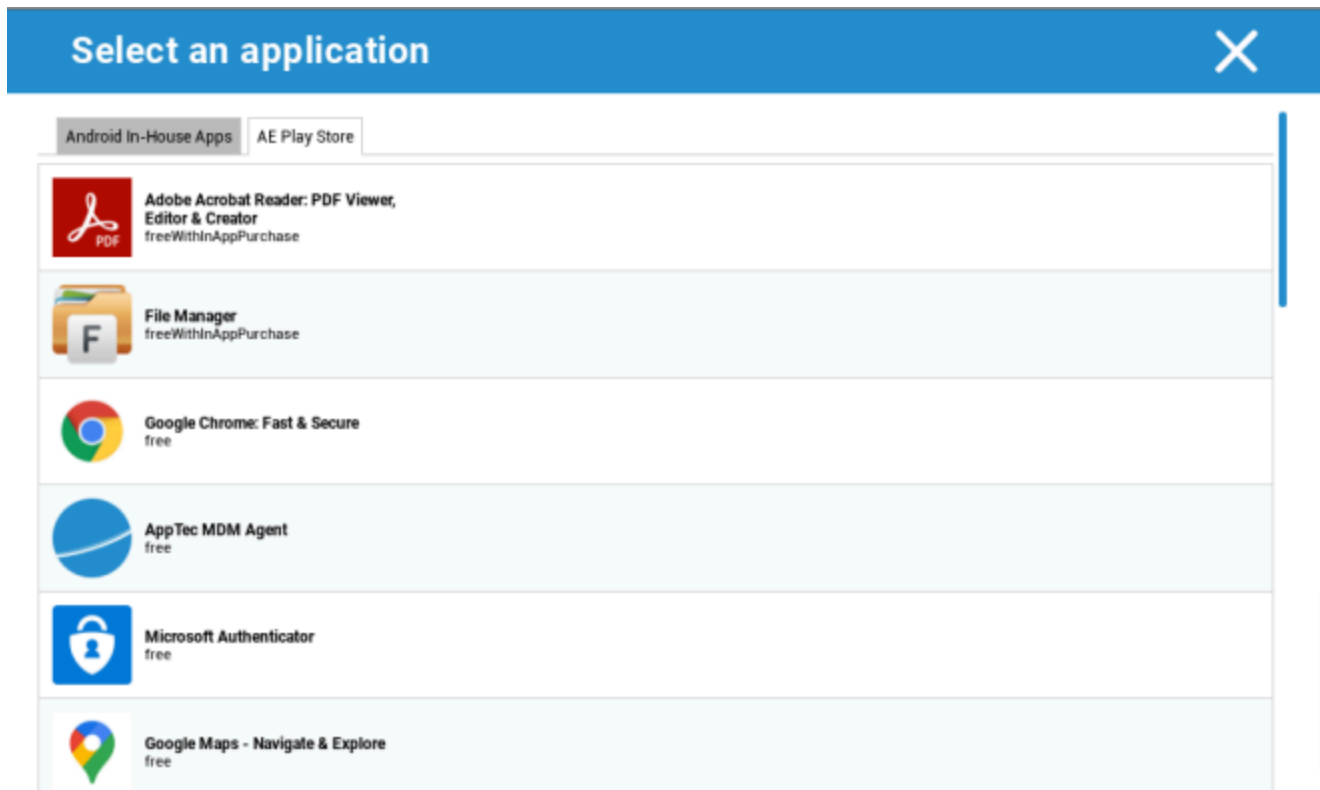 Select an application
Android In-House Apps
AE Play Store
Adobe Acrobat Reader: PDF Viewer,
Editor & Creator
freeWithInAppPurchase
PDF
File Manager
freeWithInAppPurchase
F
Google Chrome: Fast & Secure
free
AppTec MDM Agent
free
Microsoft Authenticator
free
Google Maps - Navigate & Explore
free